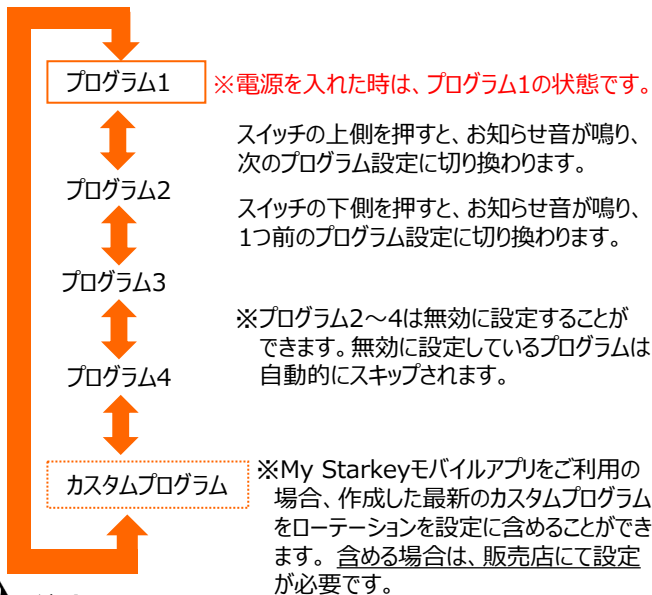 プログラム1
※電源を入れた時は、プログラム1の状態です。
スイッチの上側を押すと、お知らせ音が鳴り、
次のプログラム設定に切り換わります。
プログラム2
スイッチの下側を押すと、お知らせ音が鳴り、
1つ前のプログラム設定に切り換わります。
プログラム3
※プログラム2～4は無効に設定することが
できます。無効に設定しているプログラムは
自動的にスキップされます。
プログラム4
カスタムプログラム
※My Starkeyモバイルアプリをご利用の
場合、作成した最新のカスタムプログラム
をローテーションを設定に含めることができ
ます。含める場合は、販売店にて設定
が必要です。